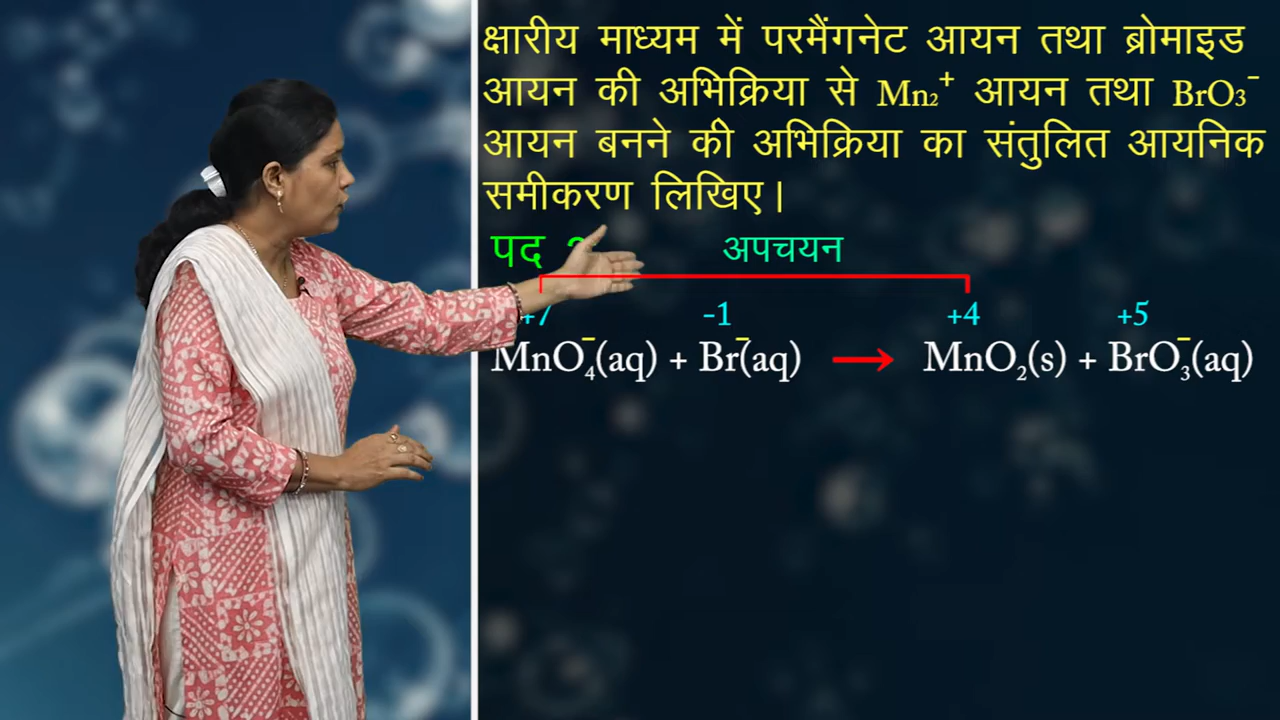 क्षारीय माध्यम में परमैंगनेट आयन तथा ब्रोमाइड
आयन की अभिक्रिया से Mn₂⁺ आयन तथा BrO₃⁻
आयन बनने की अभिक्रिया का संतुलित आयनिक
समीकरण लिखिए।
पद
अपचयन
+7 -1 +4 +5
MnO₄⁻(aq) + Br⁻(aq) → MnO₂(s) + BrO₃⁻(aq)